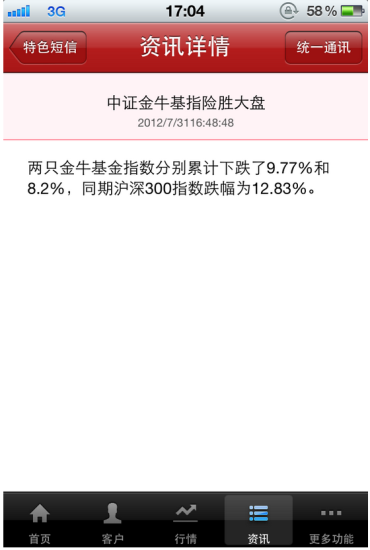 3G 17:04 58%
特色短信 资讯详情 统一通讯
中证金牛基指险胜大盘
2012/7/3116:48:48
两只金牛基金指数分别累计下跌了9.77%和
8.2%，同期沪深300指数跌幅为12.83%。
首页 客户 行情 资讯 更多功能